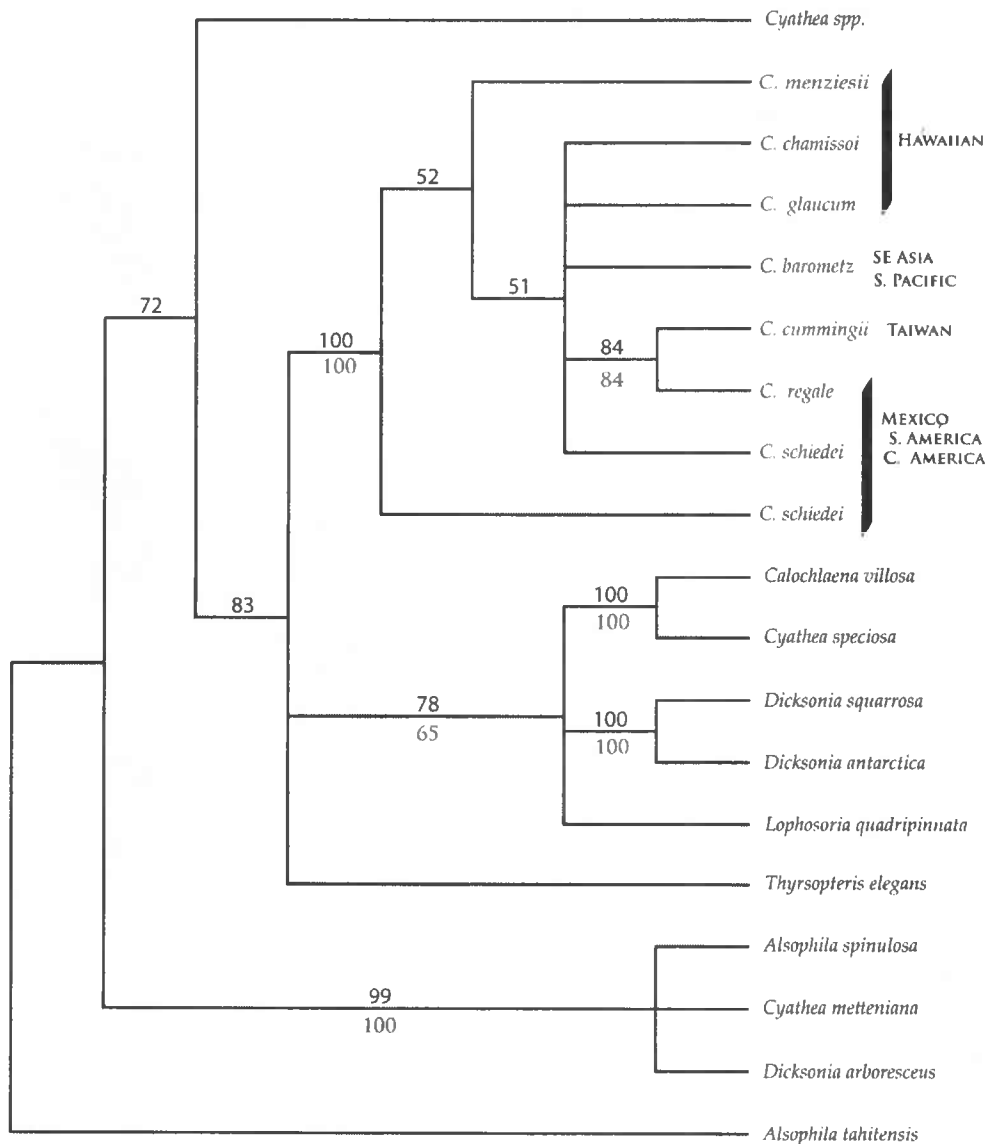 Cyathea spp.
C. menziesii
HAWAIIAN
C. chamissoi
52
C. glaucum
C. barometz
SE ASIA
S. PACIFIC
51
72
C. cummingii
TAIWAN
100
100
84
84
C. regale
MEXICO
S. AMERICA
C. AMERICA
C. schiedei
C. schiedei
Calochlaena villosa
100
100
83
Cyathea speciosa
Dicksonia squarrosa
78
65
100
100
Dicksonia antarctica
Lophosoria quadripinnata
Thyrsopteris elegans
Alsophila spinulosa
99
100
Cyathea metteniana
Dicksonia arboresceus
Alsophila tahitensis